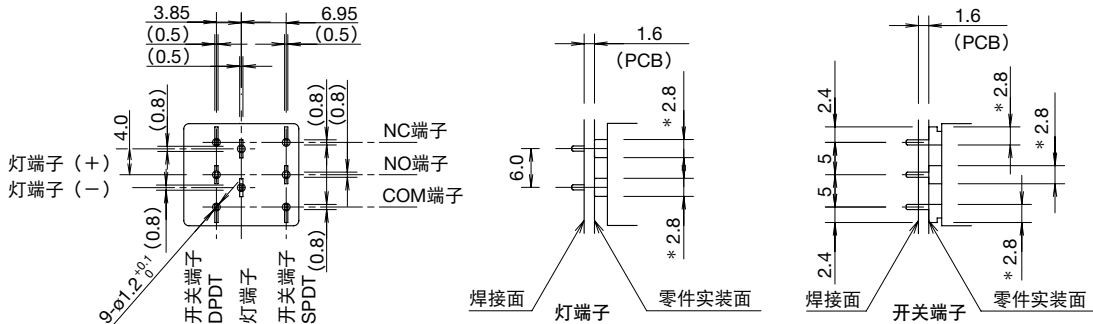 3.85
6.95
(0.5)
(0.5)
(0.5)
4.0
(0.8)
(0.8)
(0.8)
NC端子
灯端子（+）
NO端子
灯端子（−）
COM端子
(0.8)
(0.8)
9-ø1.2 +0.1 0
开关端子
DPDT
灯端子
开关端子
SPDT
1.6
(PCB)
* 2.8
6.0
* 2.8
焊接面
零件实装面
灯端子
1.6
(PCB)
2.4
* 2.8
* 2.8
5
5
2.4
* 2.8
焊接面
零件实装面
开关端子